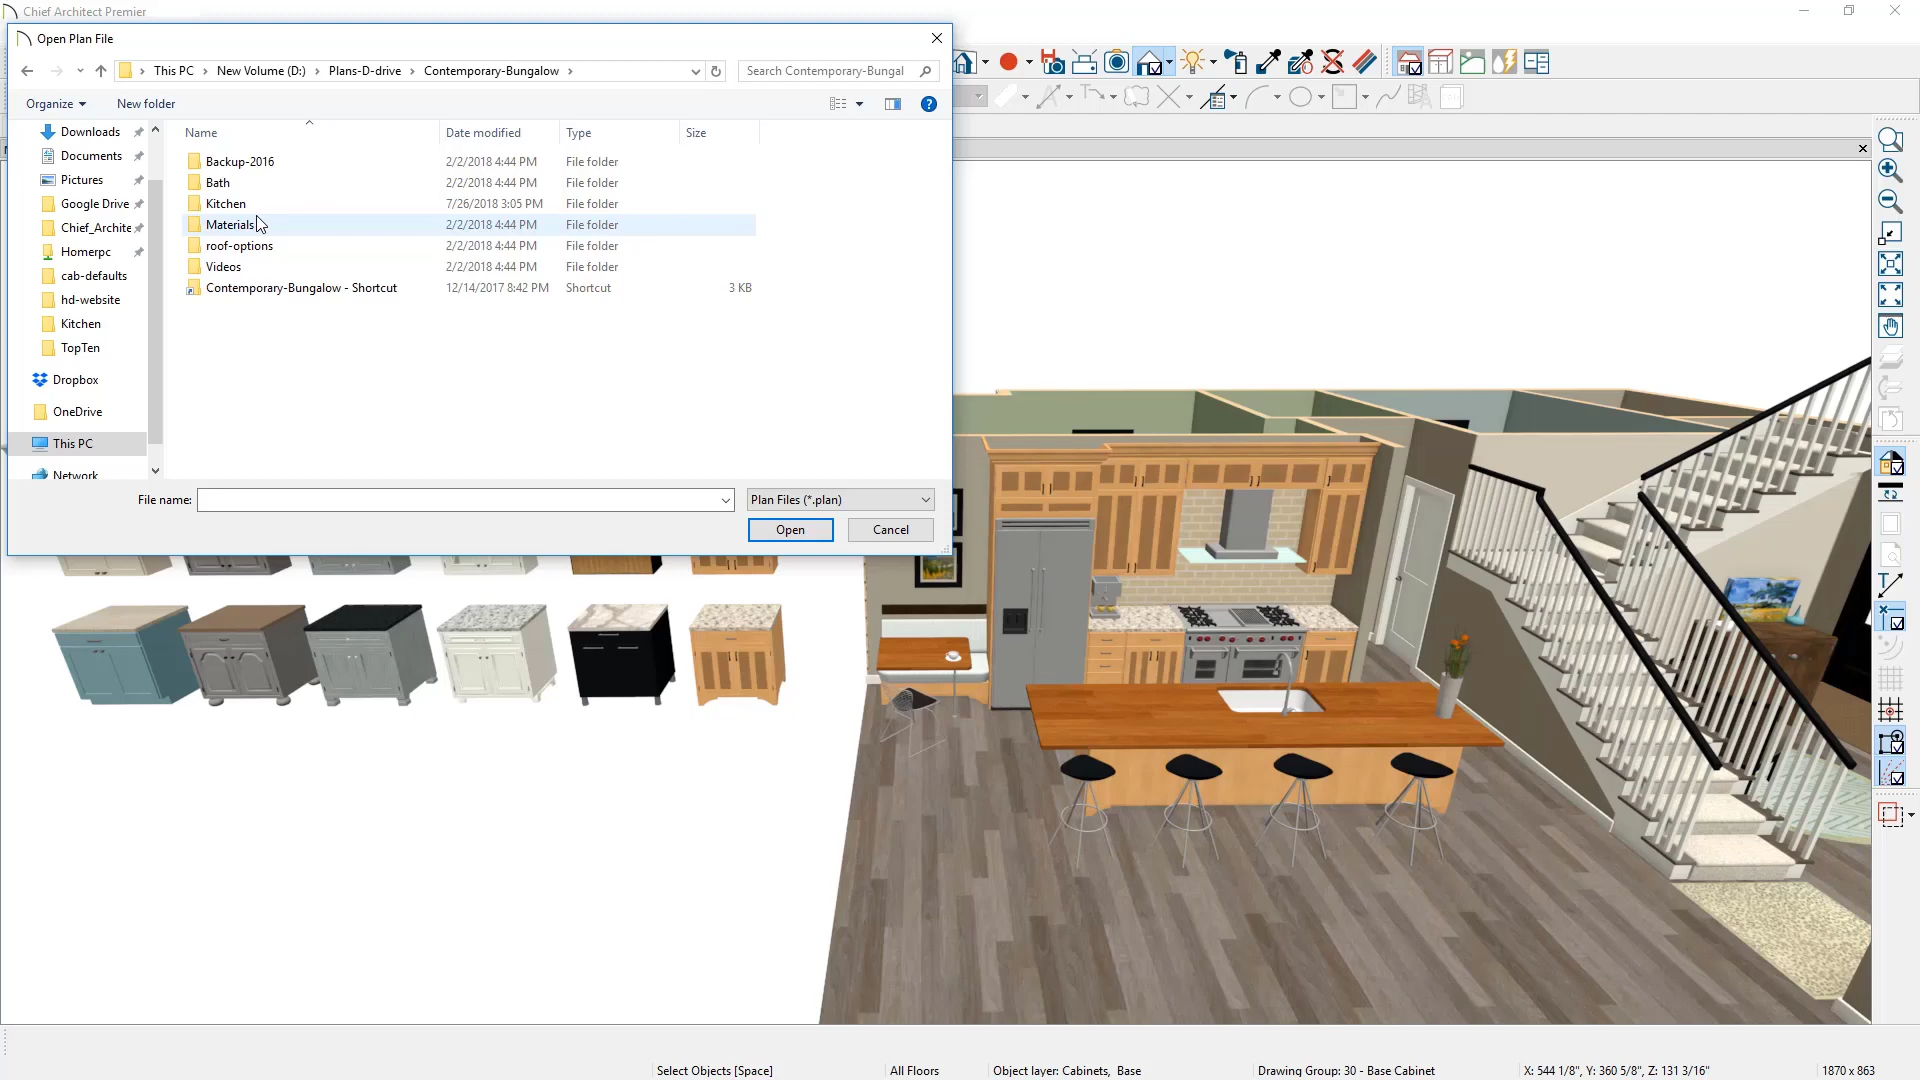 Chief Architect Premier
Open Plan File
This PC > New Volume (D:) > Plans-D-drive > Contemporary-Bungalow >
Search Contemporary-Bungal
Organize
New folder
Downloads
Documents
Pictures
Google Drive
Chief_Archite
Homerpc
cab-defaults
hd-website
Kitchen
TopTen
Dropbox
OneDrive
This PC
Network
Name Date modified Type Size
Backup-2016 2/2/2018 4:44 PM File folder
Bath 2/2/2018 4:44 PM File folder
Kitchen 7/26/2018 3:05 PM File folder
Materials 2/2/2018 4:44 PM File folder
roof-options 2/2/2018 4:44 PM File folder
Videos 2/2/2018 4:44 PM File folder
Contemporary-Bungalow - Shortcut 12/14/2017 8:42 PM Shortcut 3 KB
File name:
Plan Files (*.plan)
Open
Cancel
Select Objects [Space]
All Floors
Object layer: Cabinets, Base
Drawing Group: 30 - Base Cabinet
X: 544 1/8", Y: 360 5/8", Z: 131 3/16"
1870 x 863